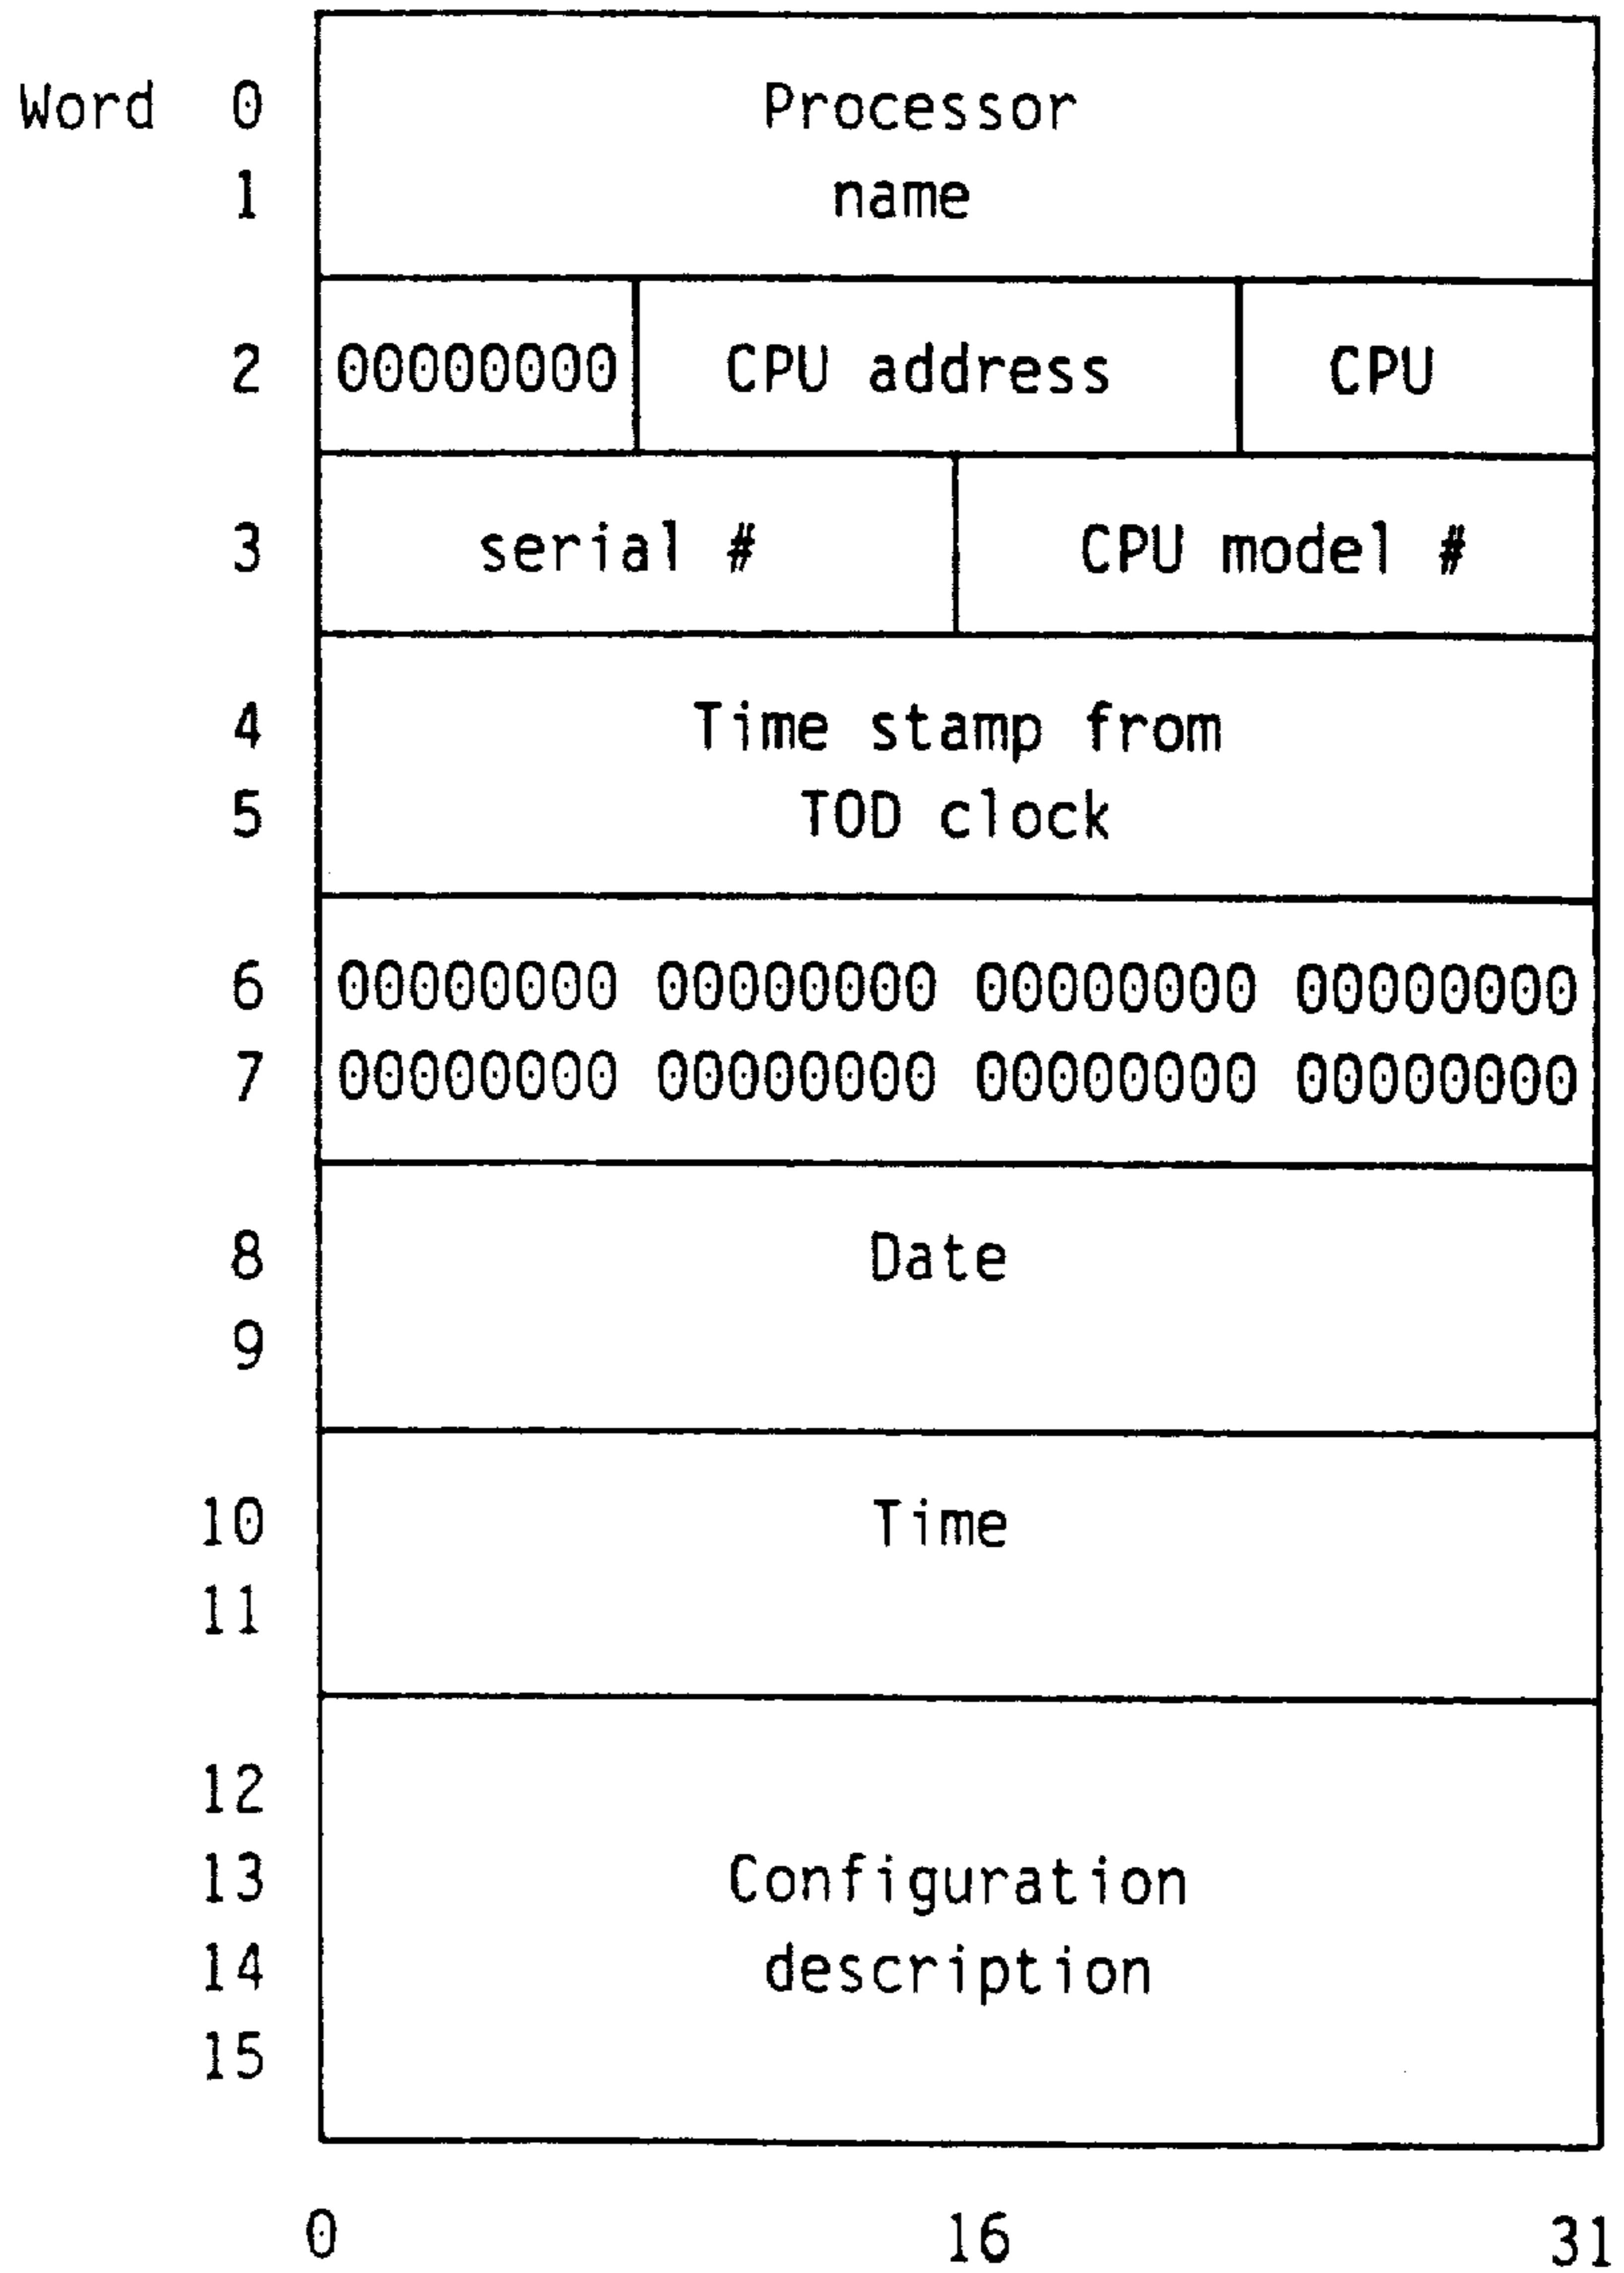 Word 0 Processor
1 name
2 00000000 CPU address CPU
3 serial # CPU model #
4 Time stamp from
5 TOD clock
6 00000000 00000000 00000000 00000000
7 00000000 00000000 00000000 00000000
8 Date
9
10 Time
11
12
13 Configuration
14 description
15
0 16 31